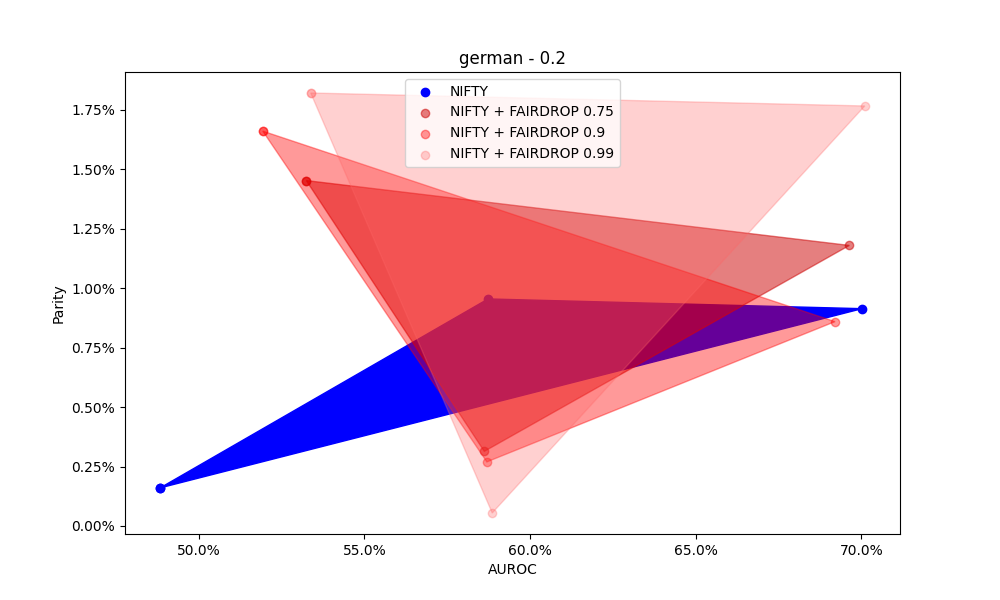 german - 0.2
NIFTY
NIFTY + FAIRDROP 0.75
NIFTY + FAIRDROP 0.9
NIFTY + FAIRDROP 0.99
Parity
1.75%
1.50%
1.25%
1.00%
0.75%
0.50%
0.25%
0.00%
50.0% 55.0% 60.0% 65.0% 70.0%
AUROC